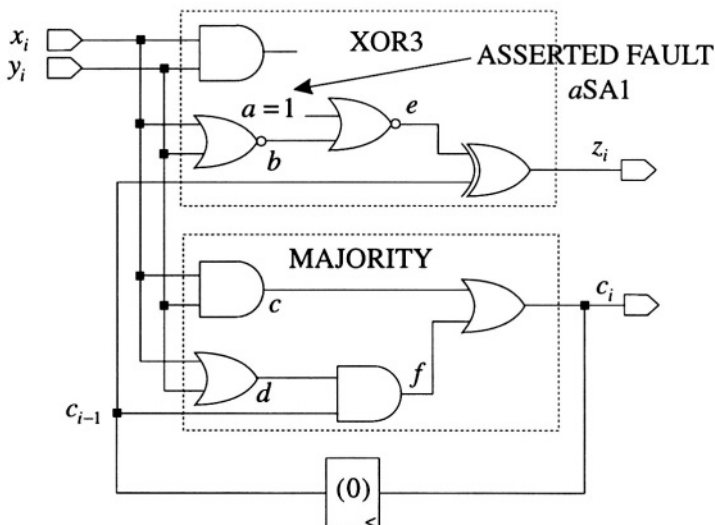 x_i
y_i
XOR3
ASSERTED FAULT
aSA1
a = 1
e
b
z_i
MAJORITY
c
c_i
f
d
c_{i-1}
(0)
<